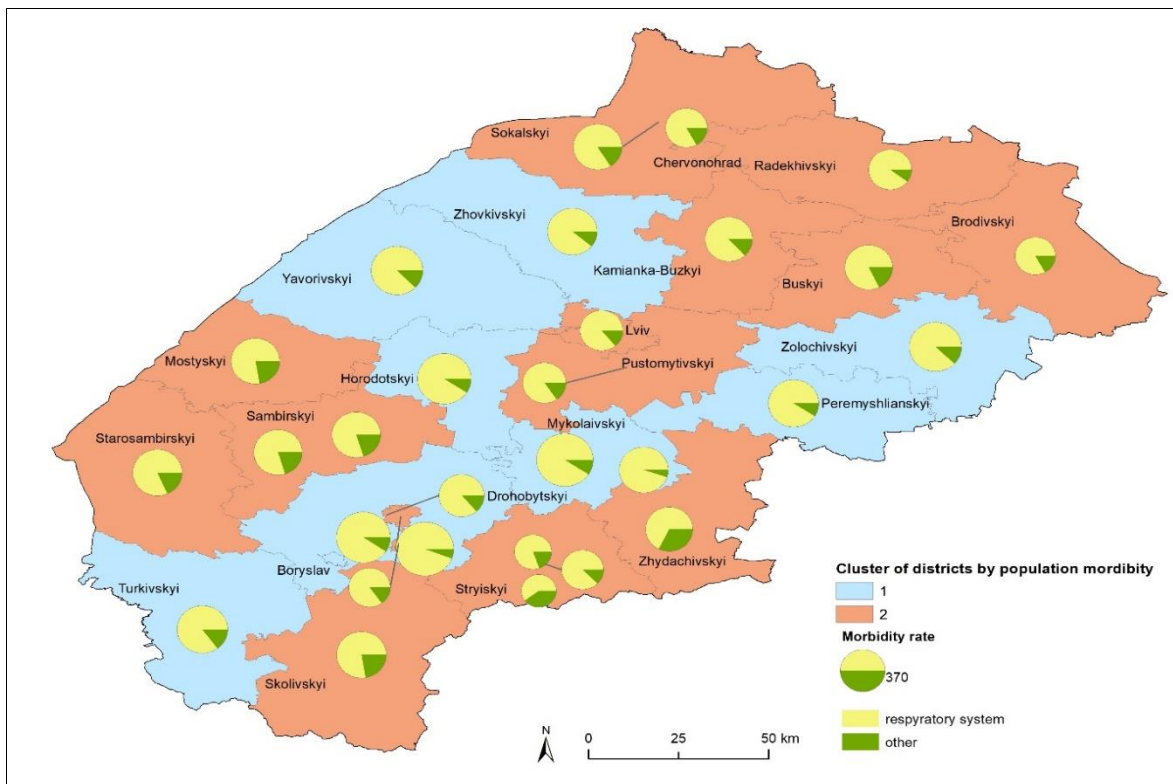 Sokalskyi
Chervonohrad
Radekhivskyi
Zhovkivskyi
Brodivskyi
Yavorivskyi
Kamianka-Buzkyi
Buskyi
Lviv
Zolochivskyi
Mostyskyi
Pustomytivskyi
Horodotskyi
Peremyshlianskyi
Sambirskyi
Mykolaivskyi
Starosambirskyi
Drohobytskyi
Zhydachivskyi
Boryslav
Stryiskyi
Turkivskyi
Skolivskyi
Cluster of districts by population mordibity
1
2
Morbidity rate
370
respyratory system
other
N
0 25 50 km